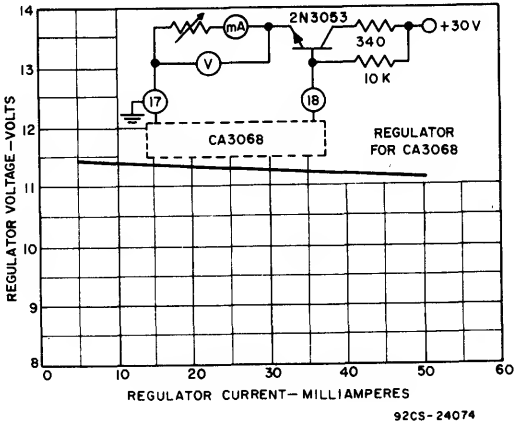 14
13
12
11
10
9
8
REGULATOR VOLTAGE—VOLTS
mA
V
2N3053
340
10 K
+30 V
17
18
CA3068
REGULATOR
FOR CA3068
0
10
20
30
40
50
60
REGULATOR CURRENT— MILLIAMPERES
92CS-24074